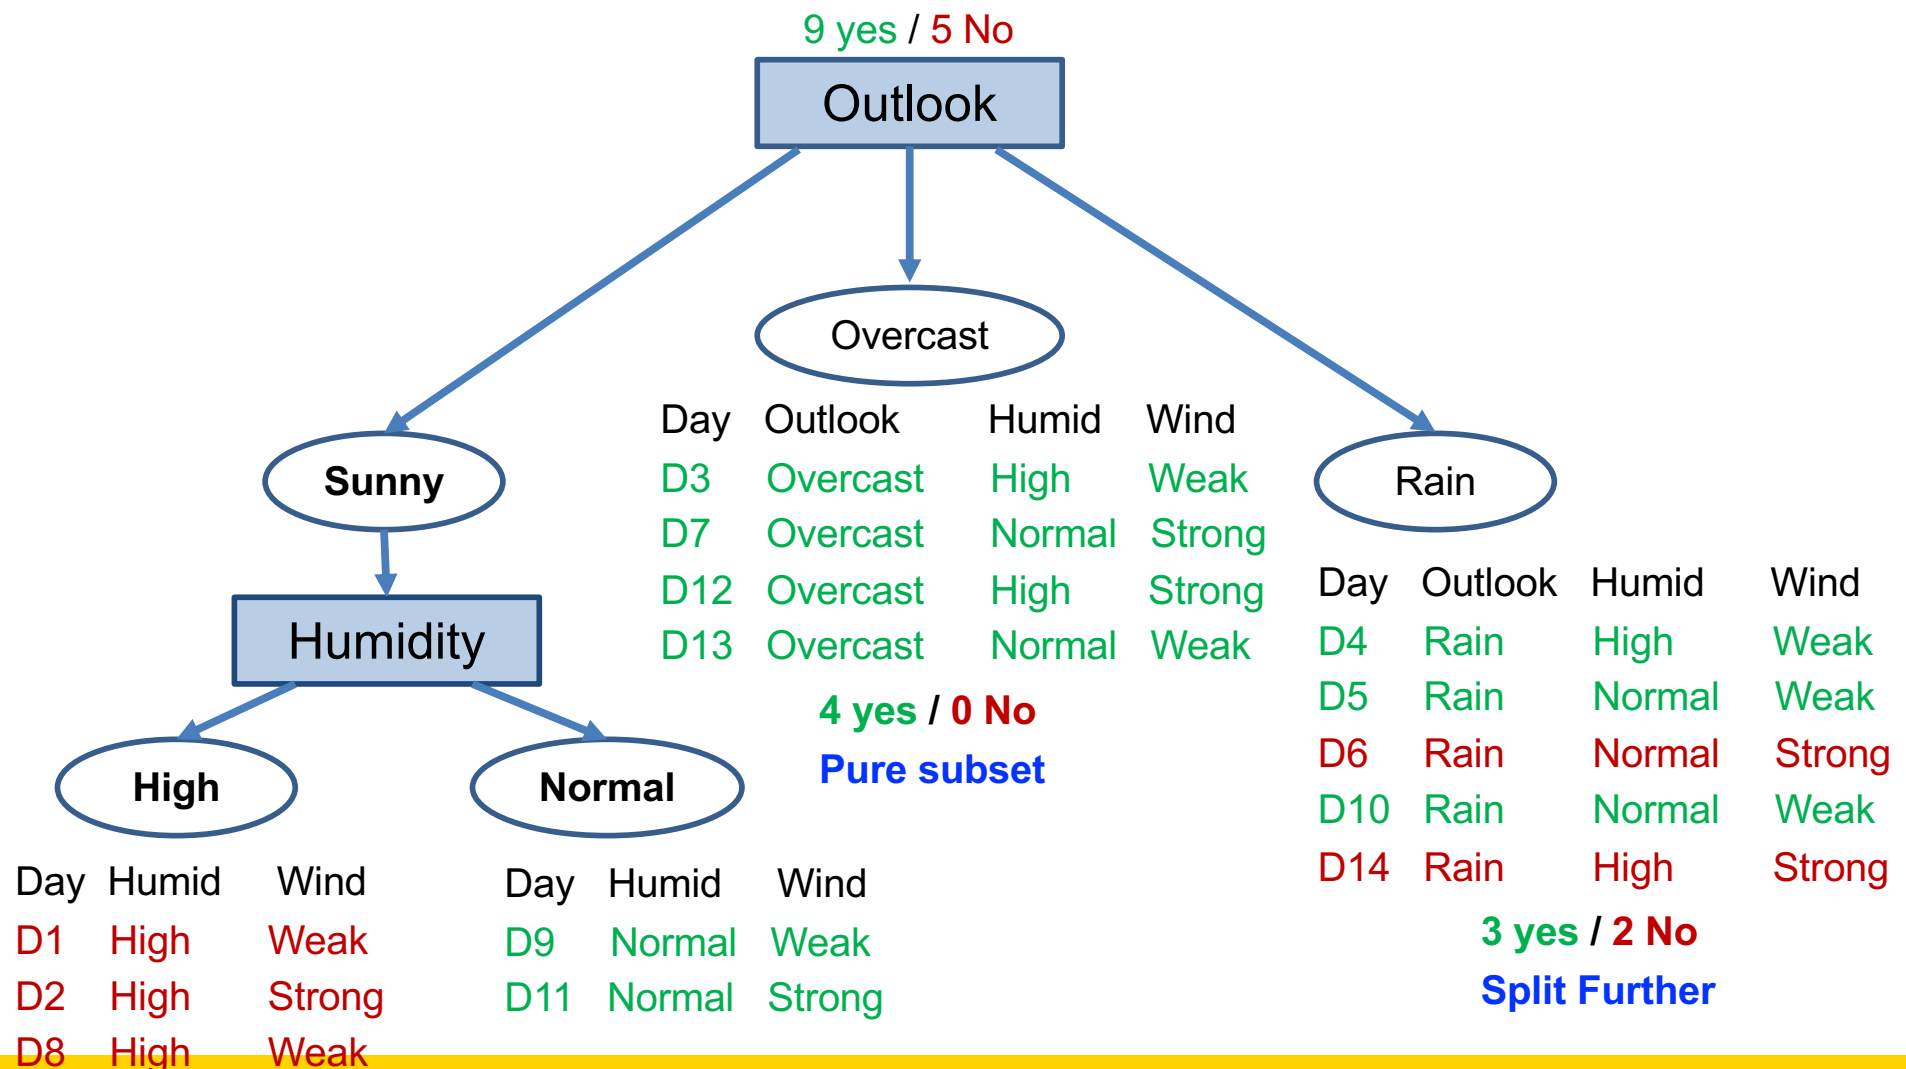 9 yes / 5 No
Outlook
Overcast
Day Outlook Humid Wind
D3 Overcast High Weak
D7 Overcast Normal Strong
D12 Overcast High Strong
D13 Overcast Normal Weak
4 yes / 0 No
Pure subset
Sunny
Humidity
High
Day Humid Wind
D1 High Weak
D2 High Strong
D8 High Weak
Normal
Day Humid Wind
D9 Normal Weak
D11 Normal Strong
Rain
Day Outlook Humid Wind
D4 Rain High Weak
D5 Rain Normal Weak
D6 Rain Normal Strong
D10 Rain Normal Weak
D14 Rain High Strong
3 yes / 2 No
Split Further